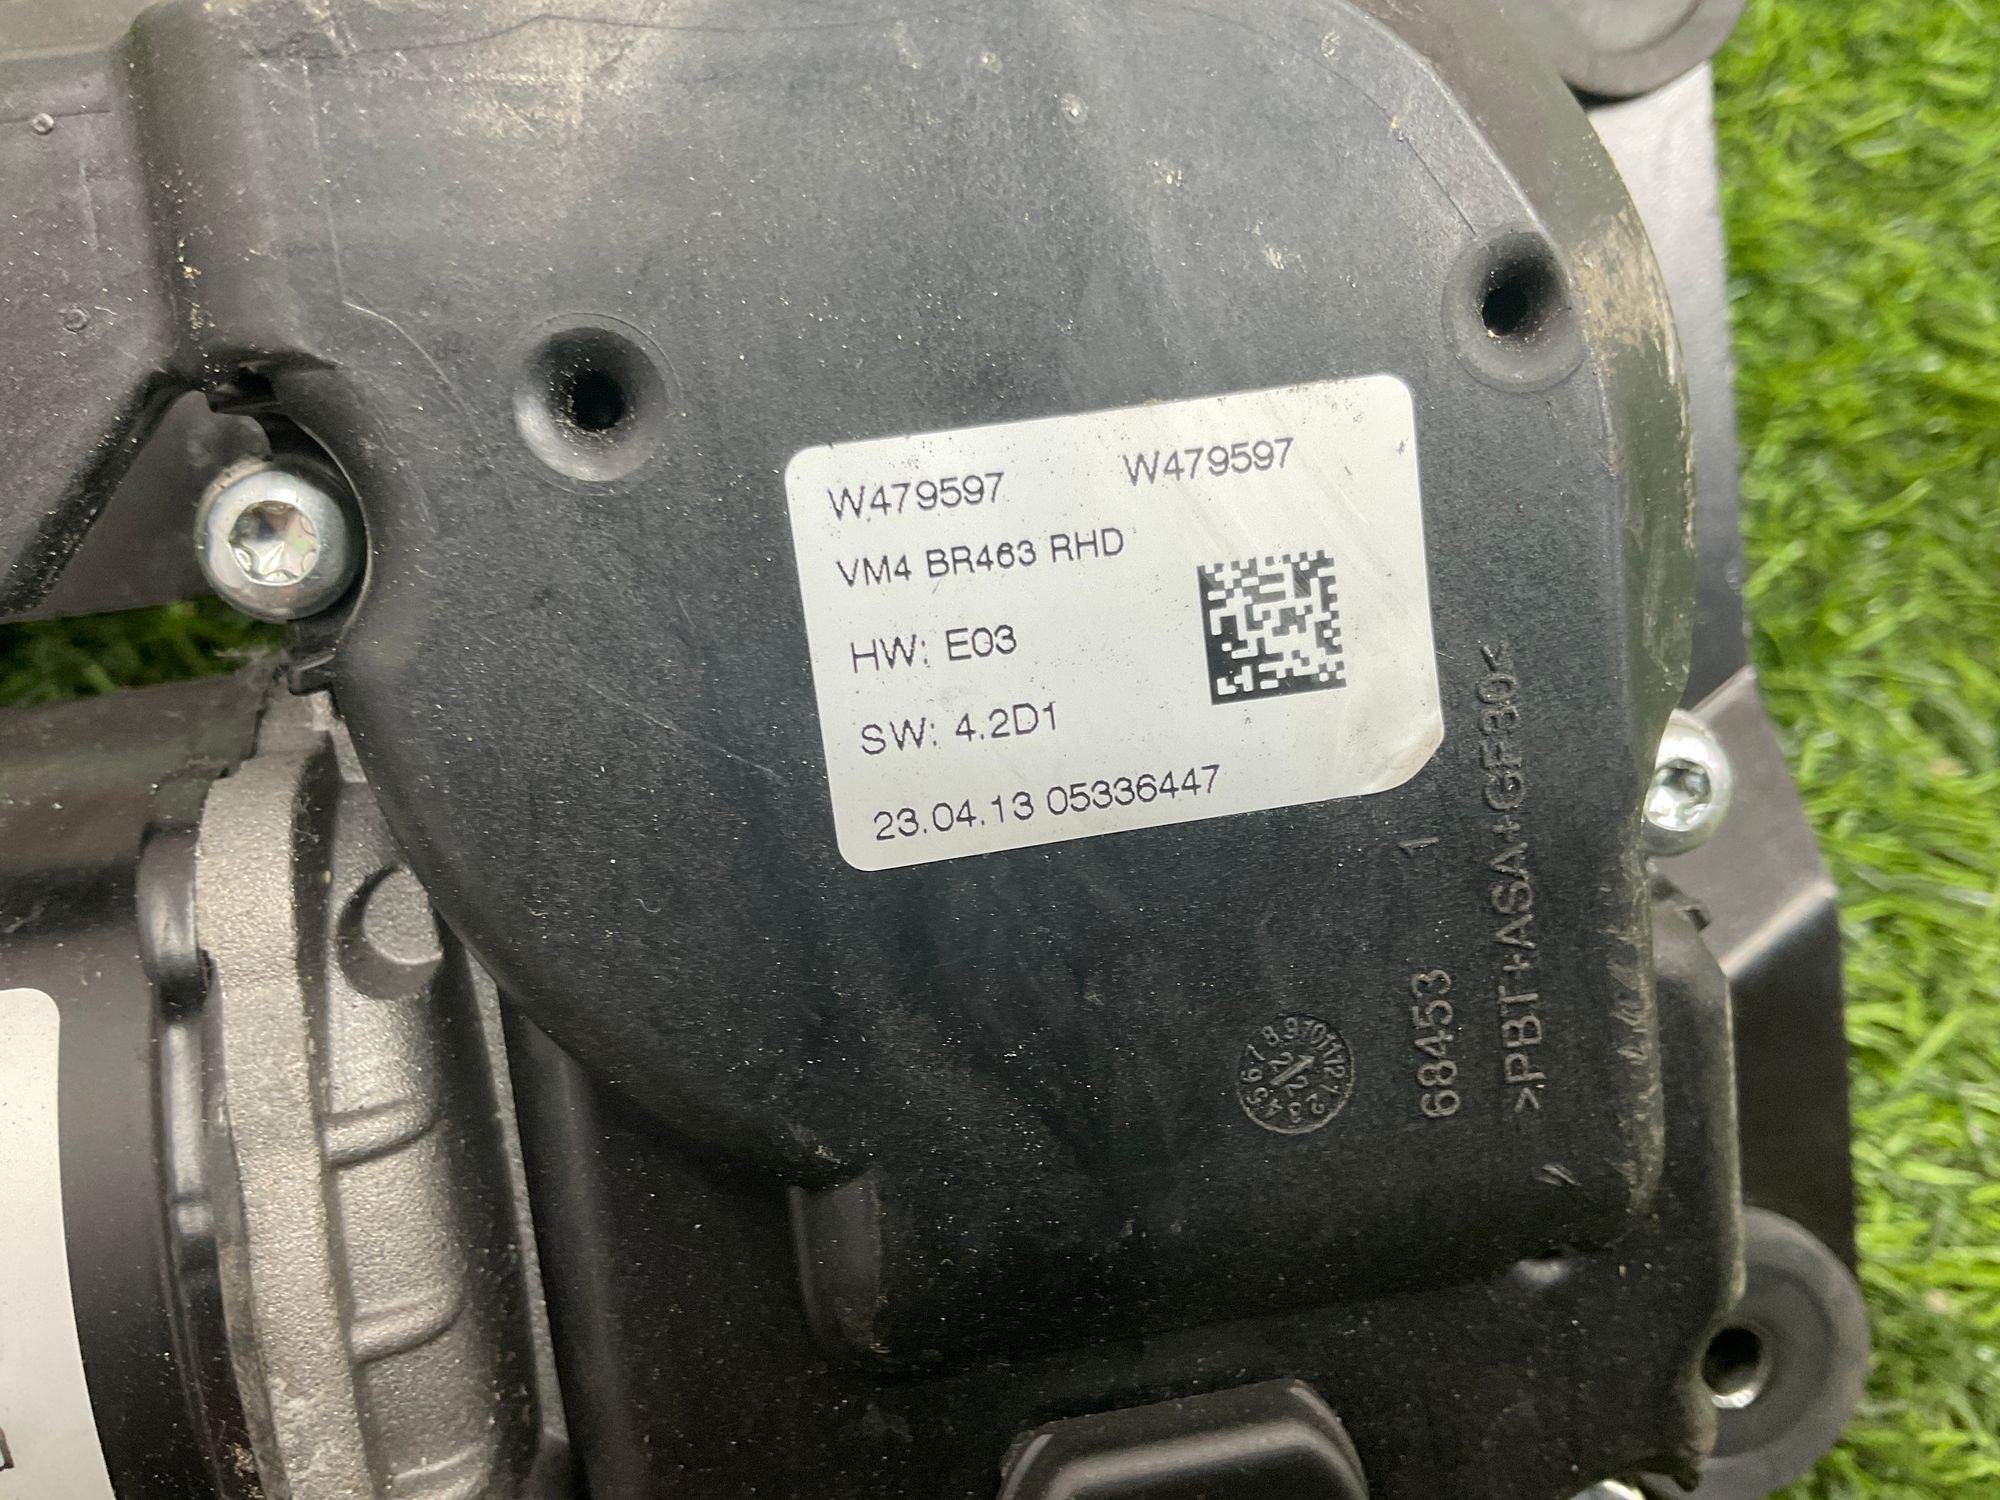 W479597 W479597
VM4 BR463 RHD
HW: E03
SW: 4.2D1
23.04.13 05336447
68453 1
>PBT+ASA+GF30<
22